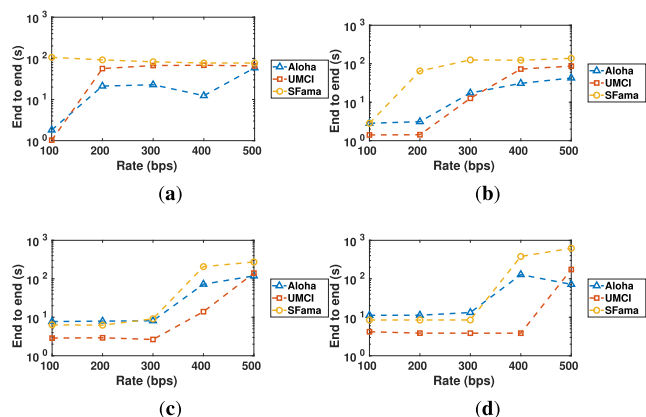 10^3
10^2
10^1
10^0
End to end (s)
100 200 300 400 500
Rate (bps)
Aloha
UMCI
SFama
(a)
10^3
10^2
10^1
10^0
End to end (s)
100 200 300 400 500
Rate (bps)
Aloha
UMCI
SFama
(b)
10^3
10^2
10^1
10^0
End to end (s)
100 200 300 400 500
Rate (bps)
Aloha
UMCI
SFama
(c)
10^3
10^2
10^1
10^0
End to end (s)
100 200 300 400 500
Rate (bps)
Aloha
UMCI
SFama
(d)